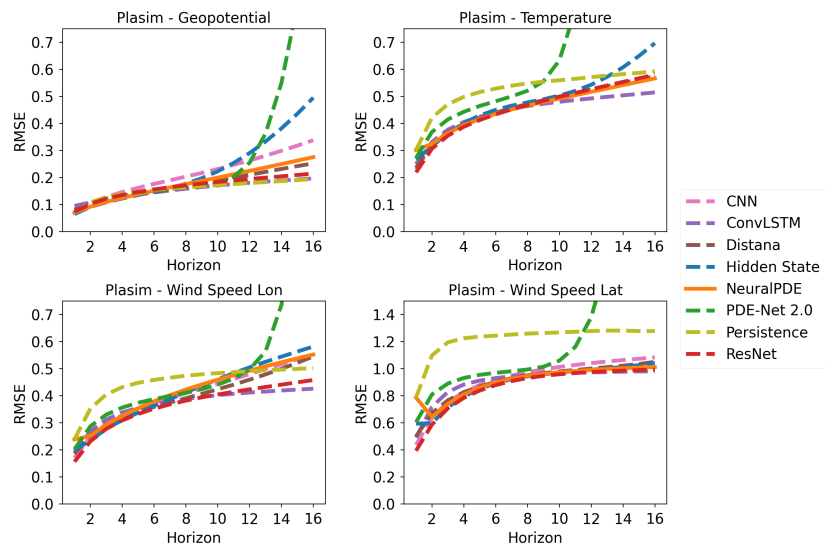 Plasim - Geopotential
0.7
0.6
0.5
0.4
0.3
0.2
0.1
0.0
RMSE
2 4 6 8 10 12 14 16
Horizon
Plasim - Temperature
0.7
0.6
0.5
0.4
0.3
0.2
0.1
0.0
RMSE
2 4 6 8 10 12 14 16
Horizon
Plasim - Wind Speed Lon
0.7
0.6
0.5
0.4
0.3
0.2
0.1
0.0
RMSE
2 4 6 8 10 12 14 16
Horizon
Plasim - Wind Speed Lat
1.4
1.2
1.0
0.8
0.6
0.4
0.2
0.0
RMSE
2 4 6 8 10 12 14 16
Horizon
CNN
ConvLSTM
Distana
Hidden State
NeuralPDE
PDE-Net 2.0
Persistence
ResNet